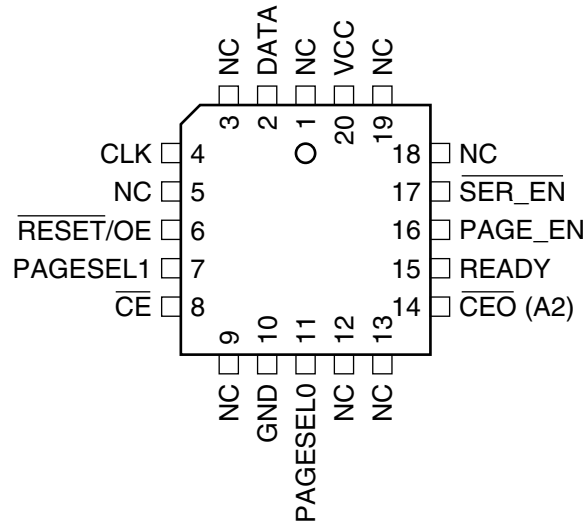 NC DATA NC VCC NC
3 2 1 20 19
CLK 4
NC 5
RESET/OE 6
PAGESEL1 7
CE 8
18 NC
17 SER_EN
16 PAGE_EN
15 READY
14 CEO (A2)
9 10 11 12 13
NC GND PAGESEL0 NC NC